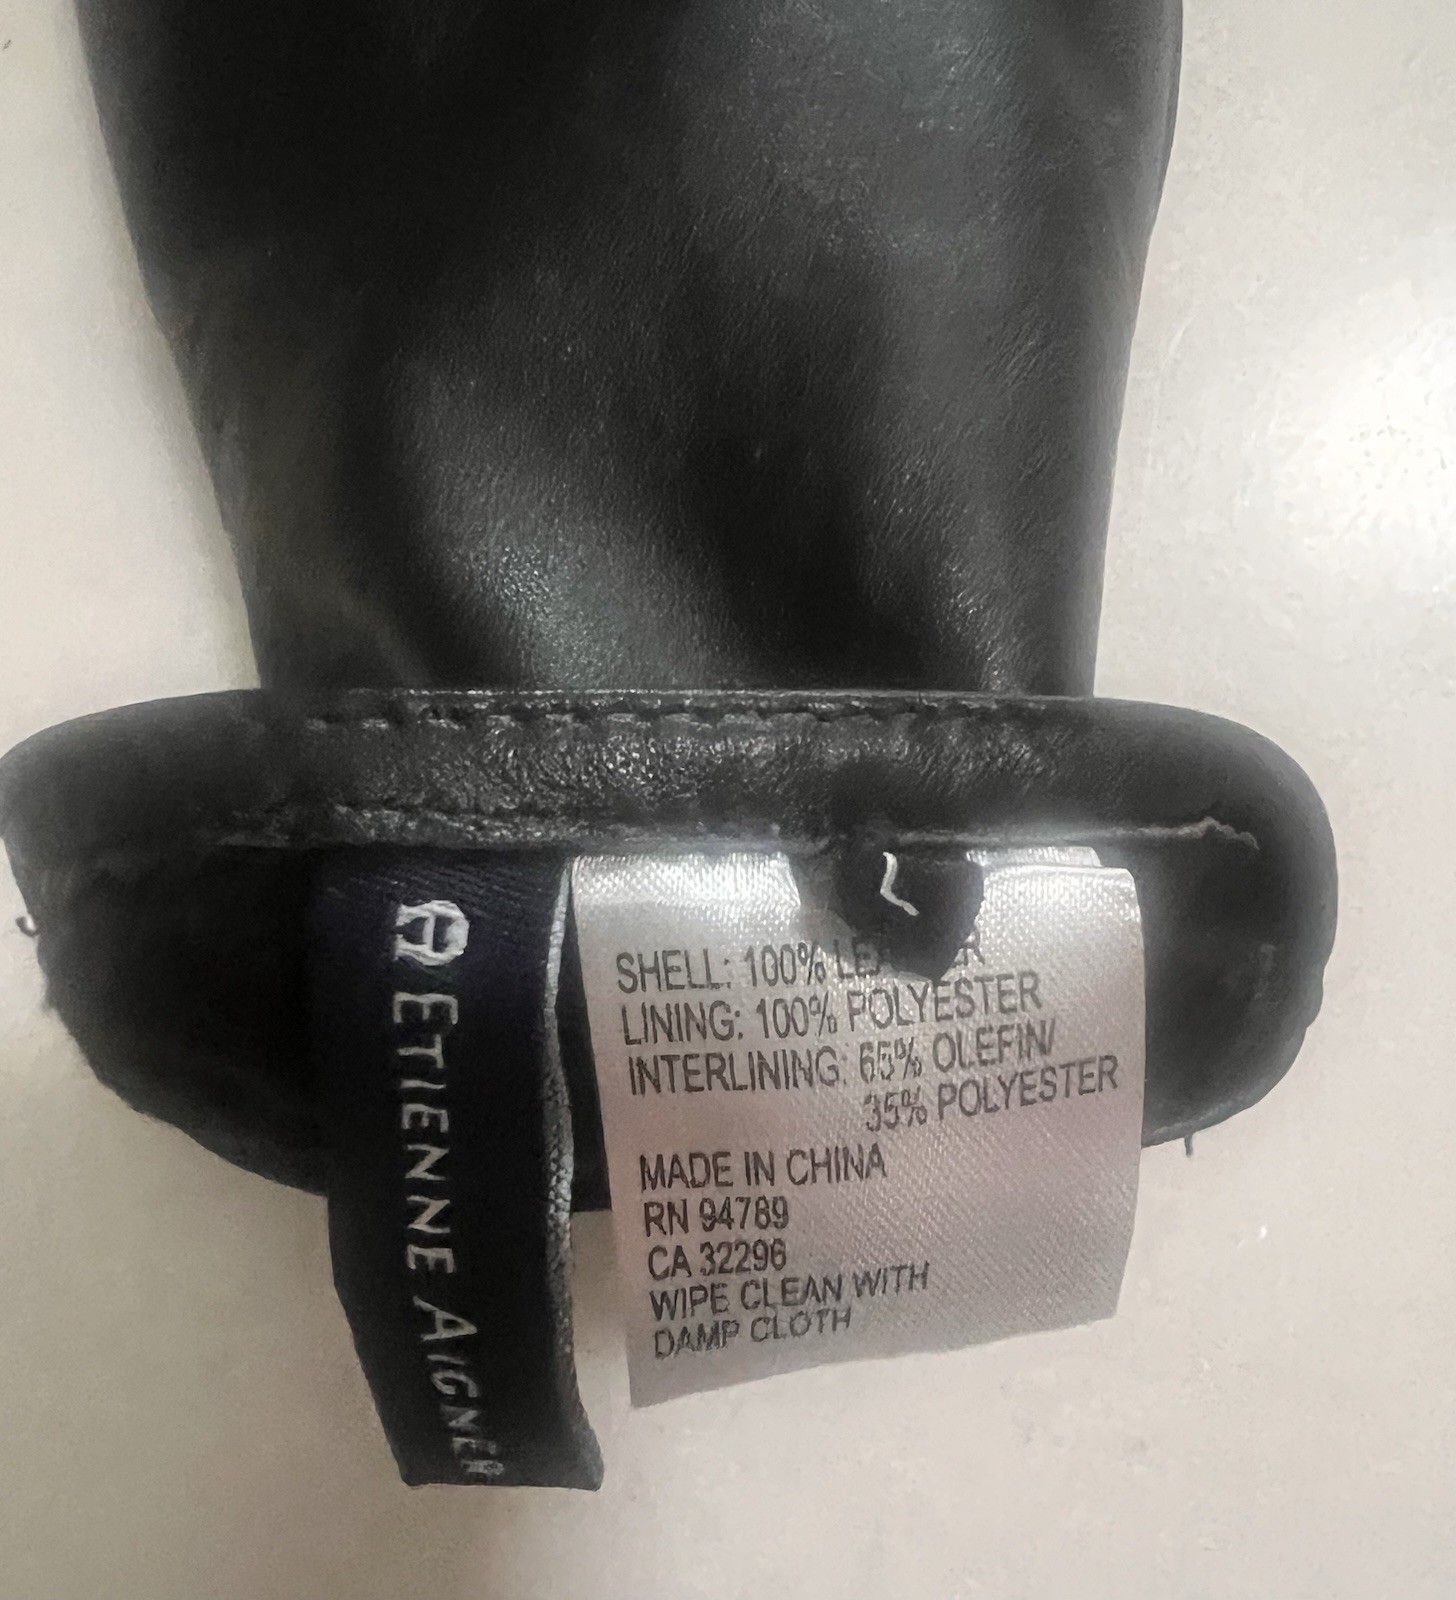 ETIENNE AIGNER
SHELL: 100%
LINING: 100% POLYESTER
INTERLINING: 65% OLEFIN/
35% POLYESTER
MADE IN CHINA
RN 94789
CA 32296
WIPE CLEAN WITH
DAMP CLOTH